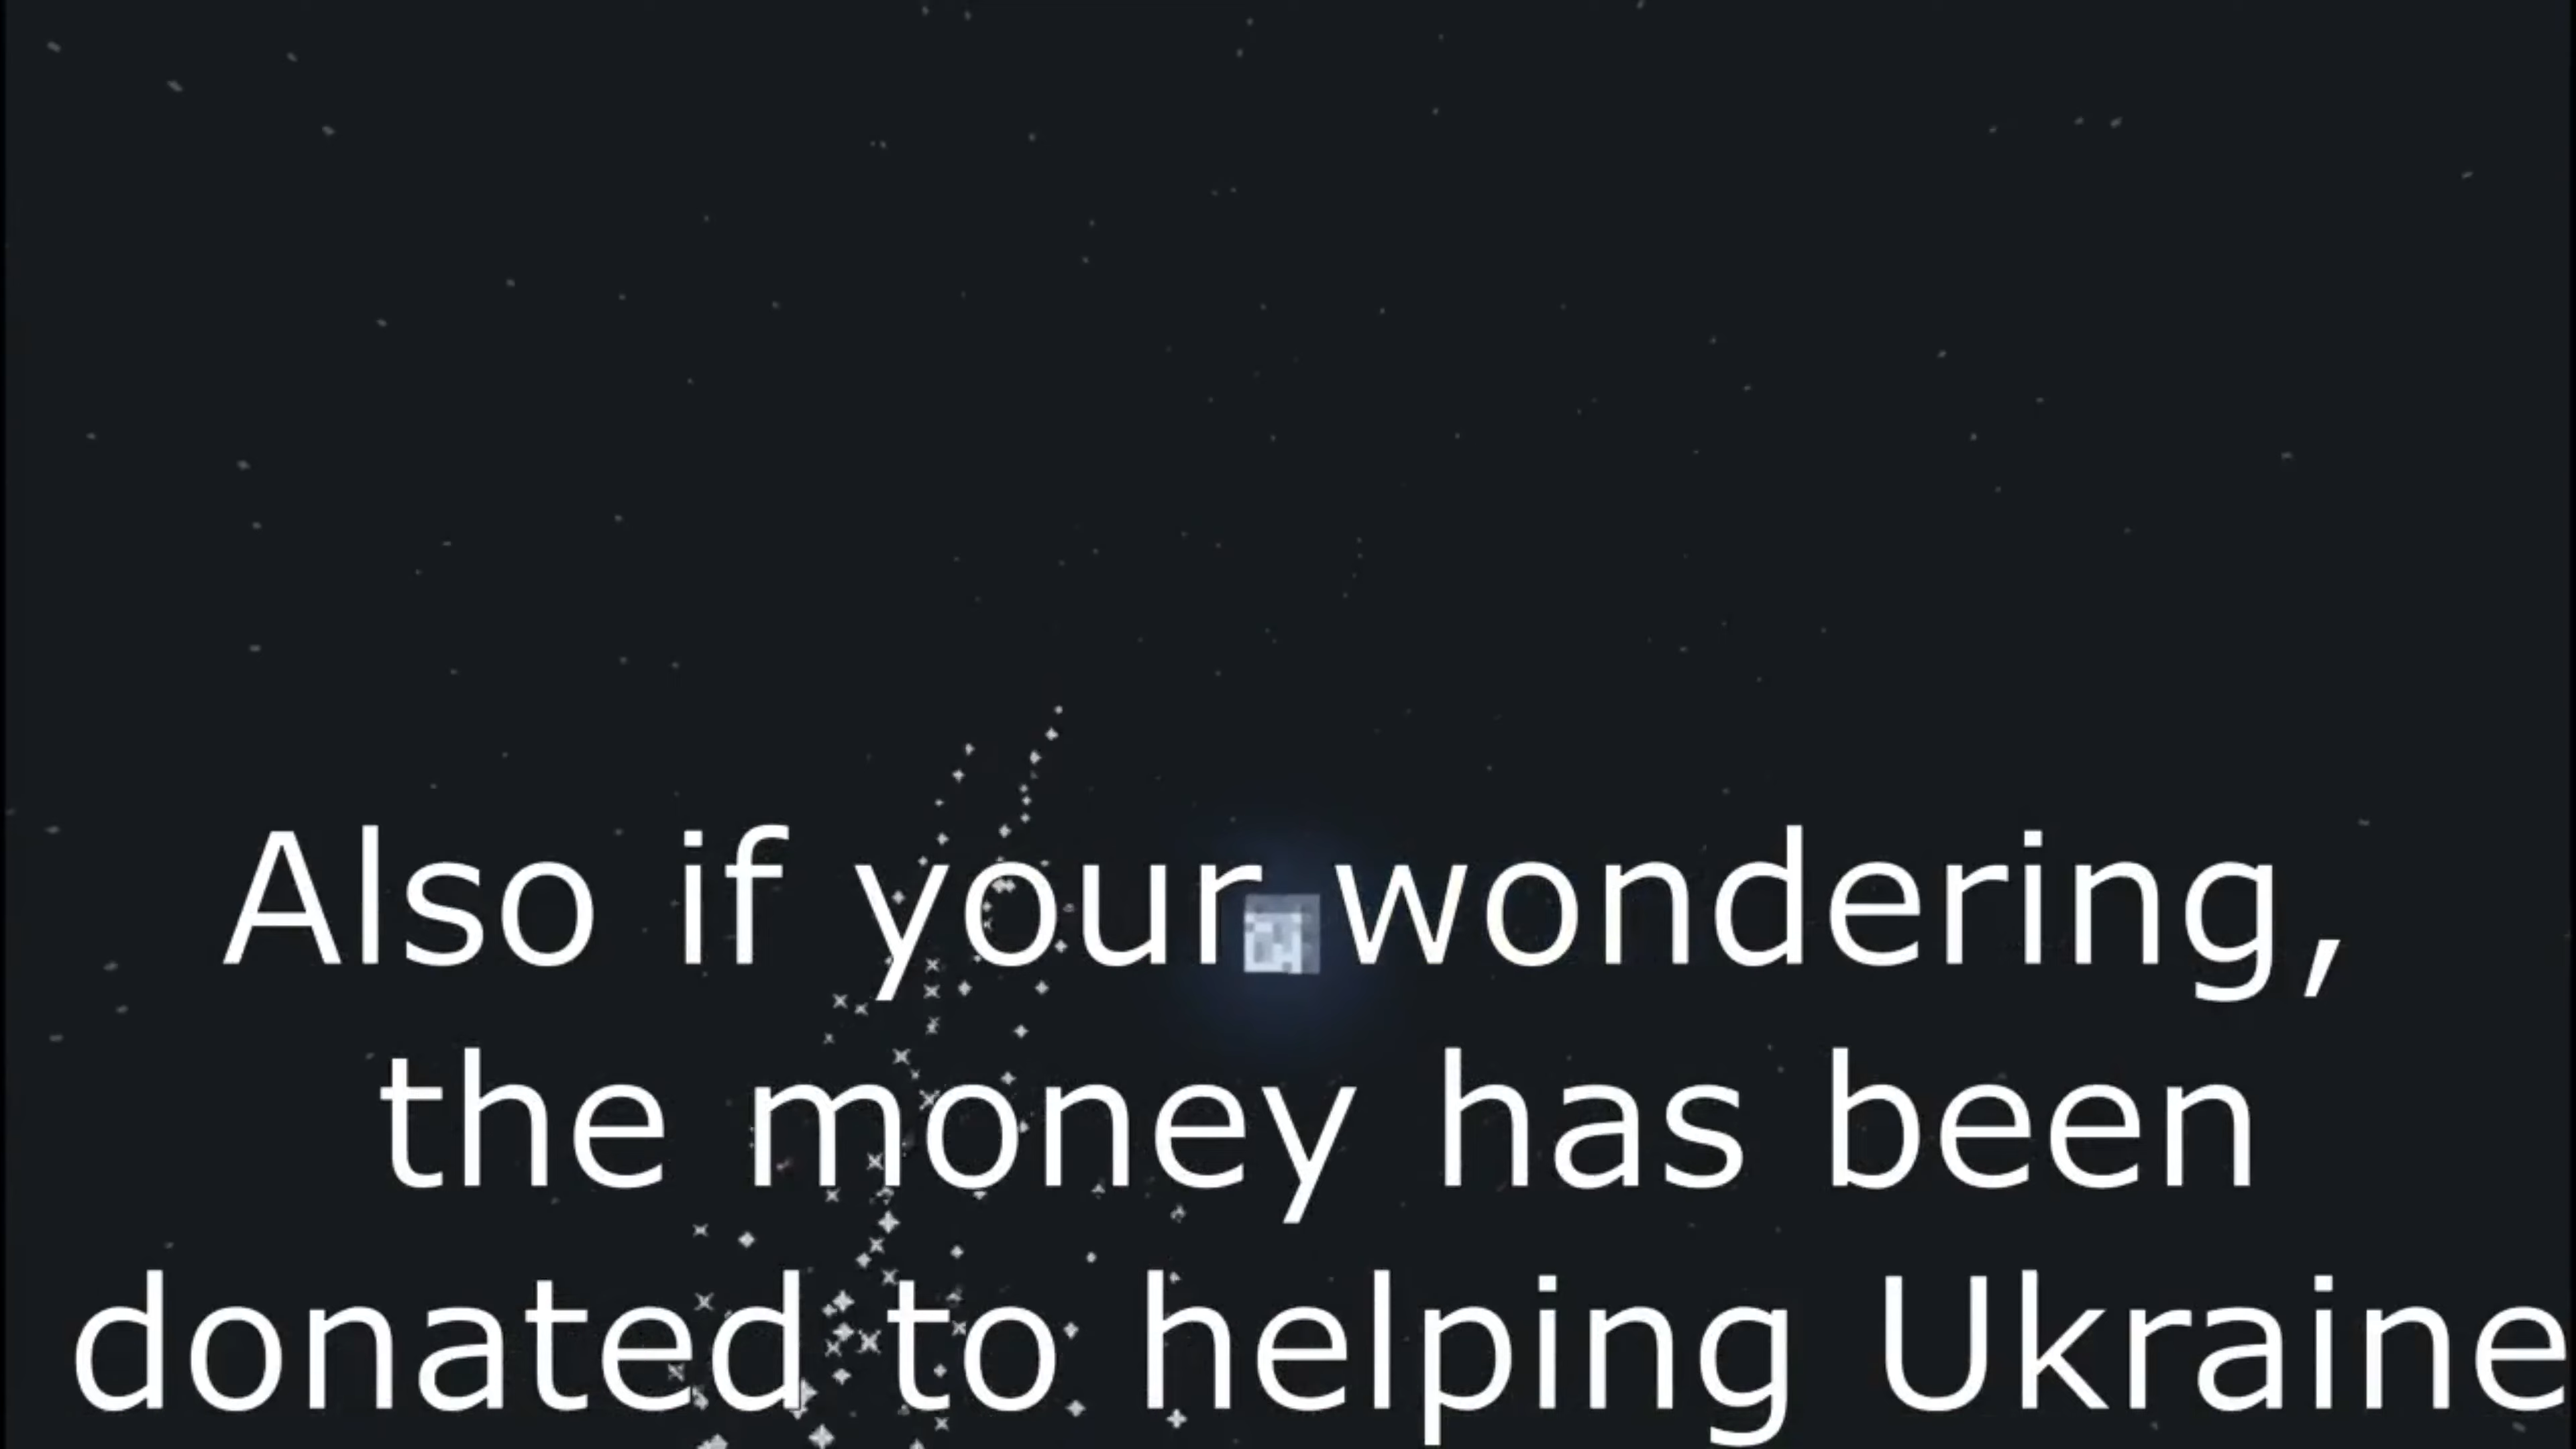 Also if your wondering,
the money has been
donated to helping Ukraine